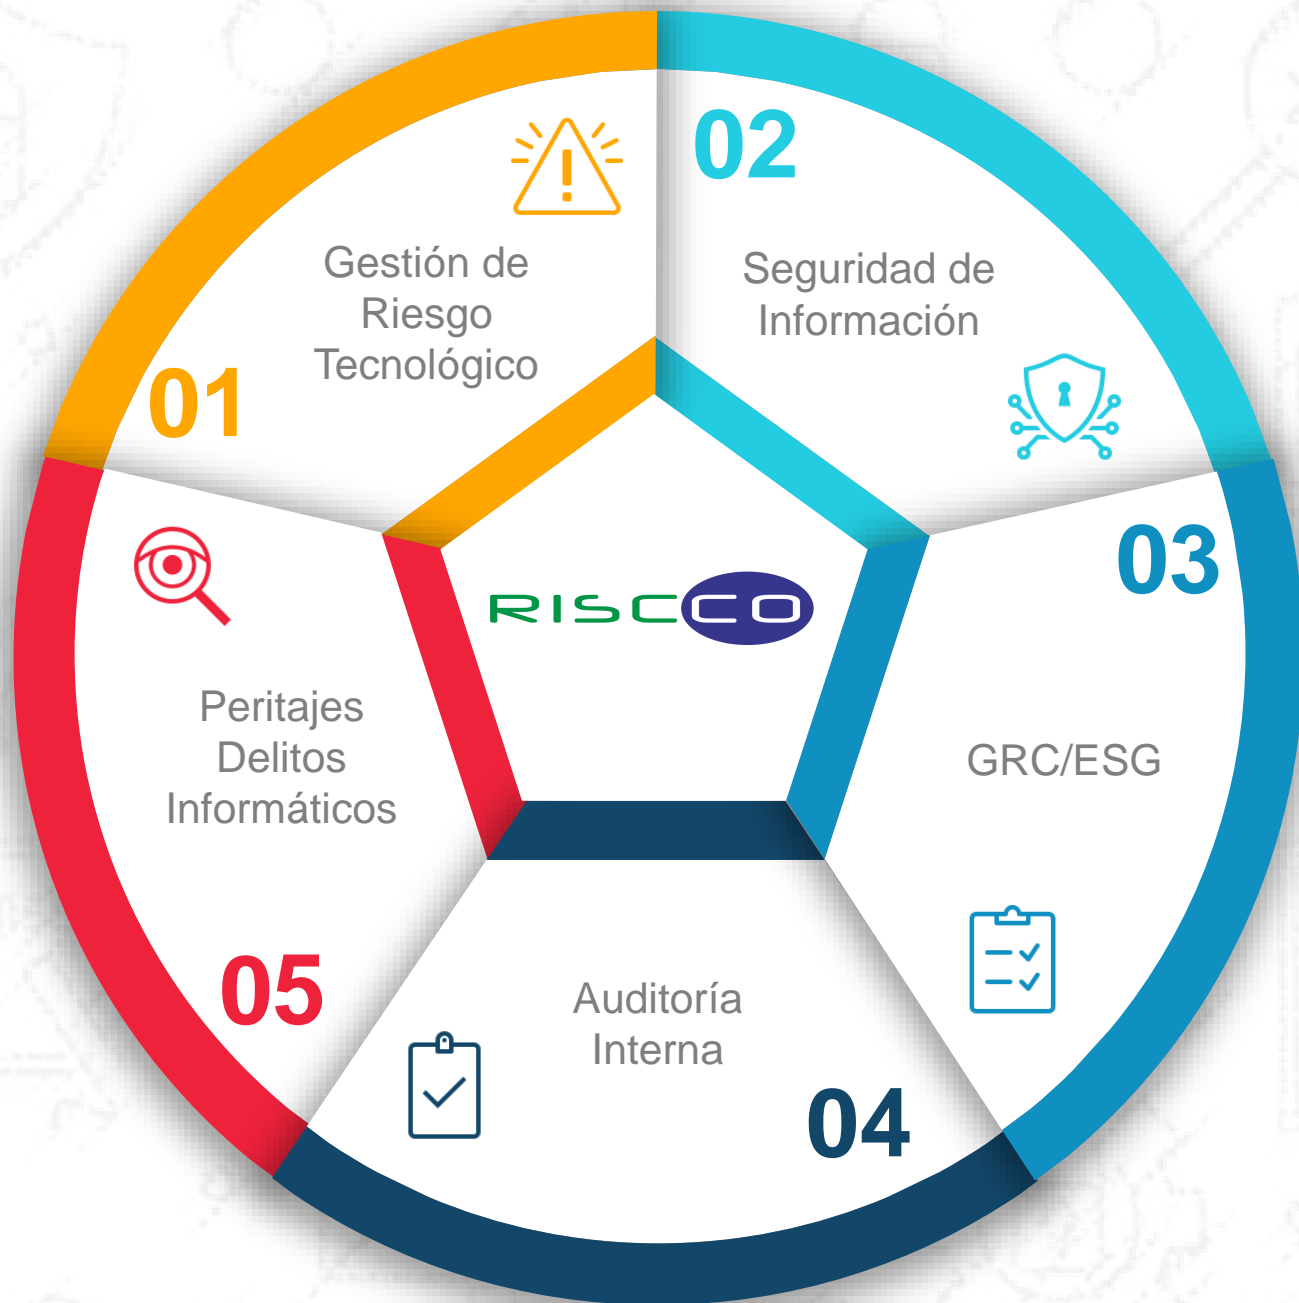 01
Gestión de
Riesgo
Tecnológico
02
Seguridad de
Información
03
GRC/ESG
04
Auditoría
Interna
05
Peritajes
Delitos
Informáticos
RISCCO